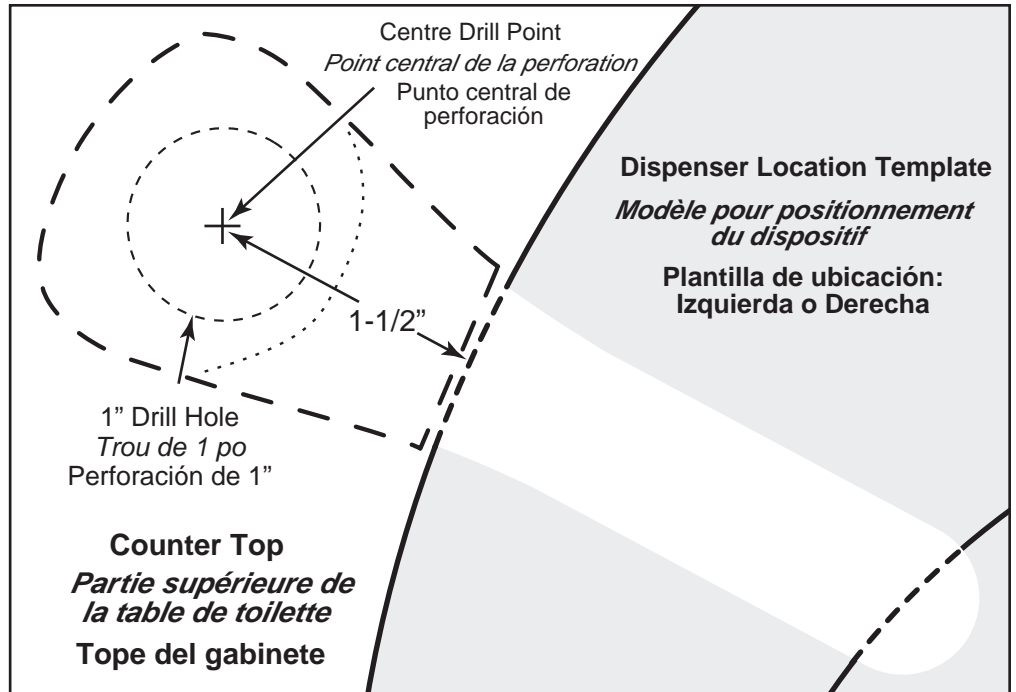 Centre Drill Point
Point central de la perforation
Punto central de
perforación
Dispenser Location Template
Modèle pour positionnement
du dispositif
Plantilla de ubicación:
Izquierda o Derecha
1-1/2”
1” Drill Hole
Trou de 1 po
Perforación de 1”
Counter Top
Partie supérieure de
la table de toilette
Tope del gabinete